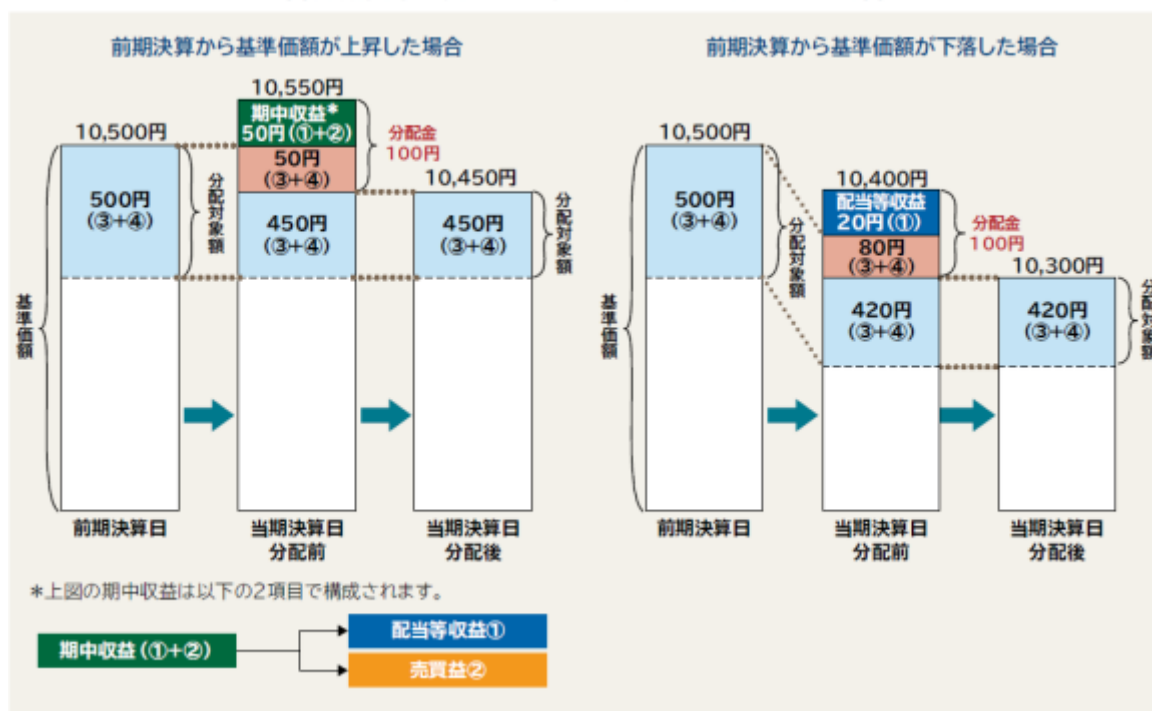 前期決算から基準価額が上昇した場合
10,500円
500円
(③+④)
分配対象額
基準価額
前期決算日
10,550円
期中収益*
50円(①+②)
50円
(③+④)
450円
(③+④)
分配金
100円
当期決算日
分配前
10,450円
450円
(③+④)
分配対象額
当期決算日
分配後
前期決算から基準価額が下落した場合
10,500円
500円
(③+④)
分配対象額
基準価額
前期決算日
10,400円
配当等収益
20円(①)
80円
(③+④)
420円
(③+④)
分配金
100円
当期決算日
分配前
10,300円
420円
(③+④)
分配対象額
当期決算日
分配後
*上図の期中収益は以下の2項目で構成されます。
期中収益(①+②)
配当等収益①
売買益②